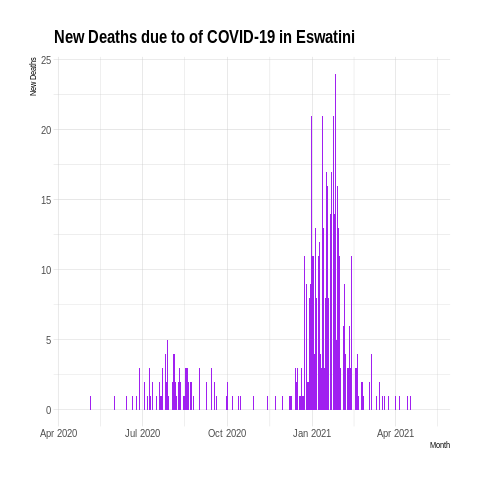 New Deaths due to of COVID-19 in Eswatini
New Deaths
25
20
15
10
5
0
Apr 2020
Jul 2020
Oct 2020
Jan 2021
Apr 2021
Month